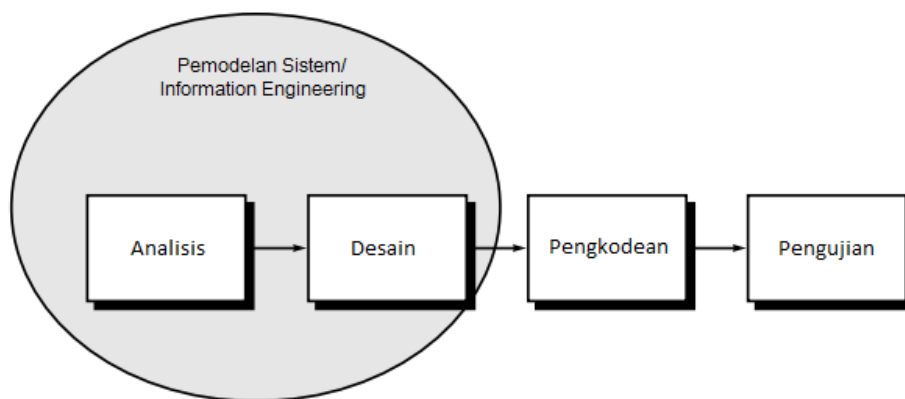 Pemodelan Sistem/
Information Engineering
Analisis
Desain
Pengkodean
Pengujian